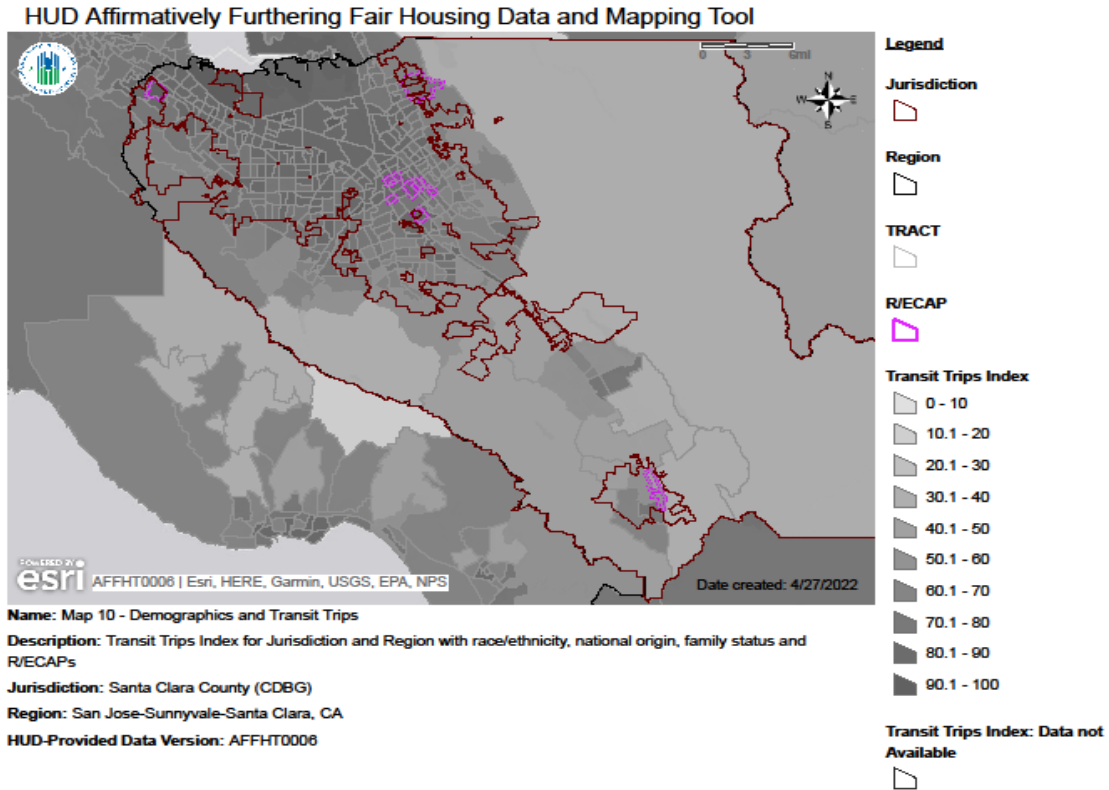 HUD Affirmatively Furthering Fair Housing Data and Mapping Tool
0 3 6mi
N
W E
S
POWERED BY
esri
AFFHT0006 | Esri, HERE, Garmin, USGS, EPA, NPS
Date created: 4/27/2022
Name: Map 10 - Demographics and Transit Trips
Description: Transit Trips Index for Jurisdiction and Region with race/ethnicity, national origin, family status and
R/ECAPs
Jurisdiction: Santa Clara County (CDBG)
Region: San Jose-Sunnyvale-Santa Clara, CA
HUD-Provided Data Version: AFFHT0006
Legend
Jurisdiction
Region
TRACT
R/ECAP
Transit Trips Index
0 - 10
10.1 - 20
20.1 - 30
30.1 - 40
40.1 - 50
50.1 - 60
60.1 - 70
70.1 - 80
80.1 - 90
90.1 - 100
Transit Trips Index: Data not
Available